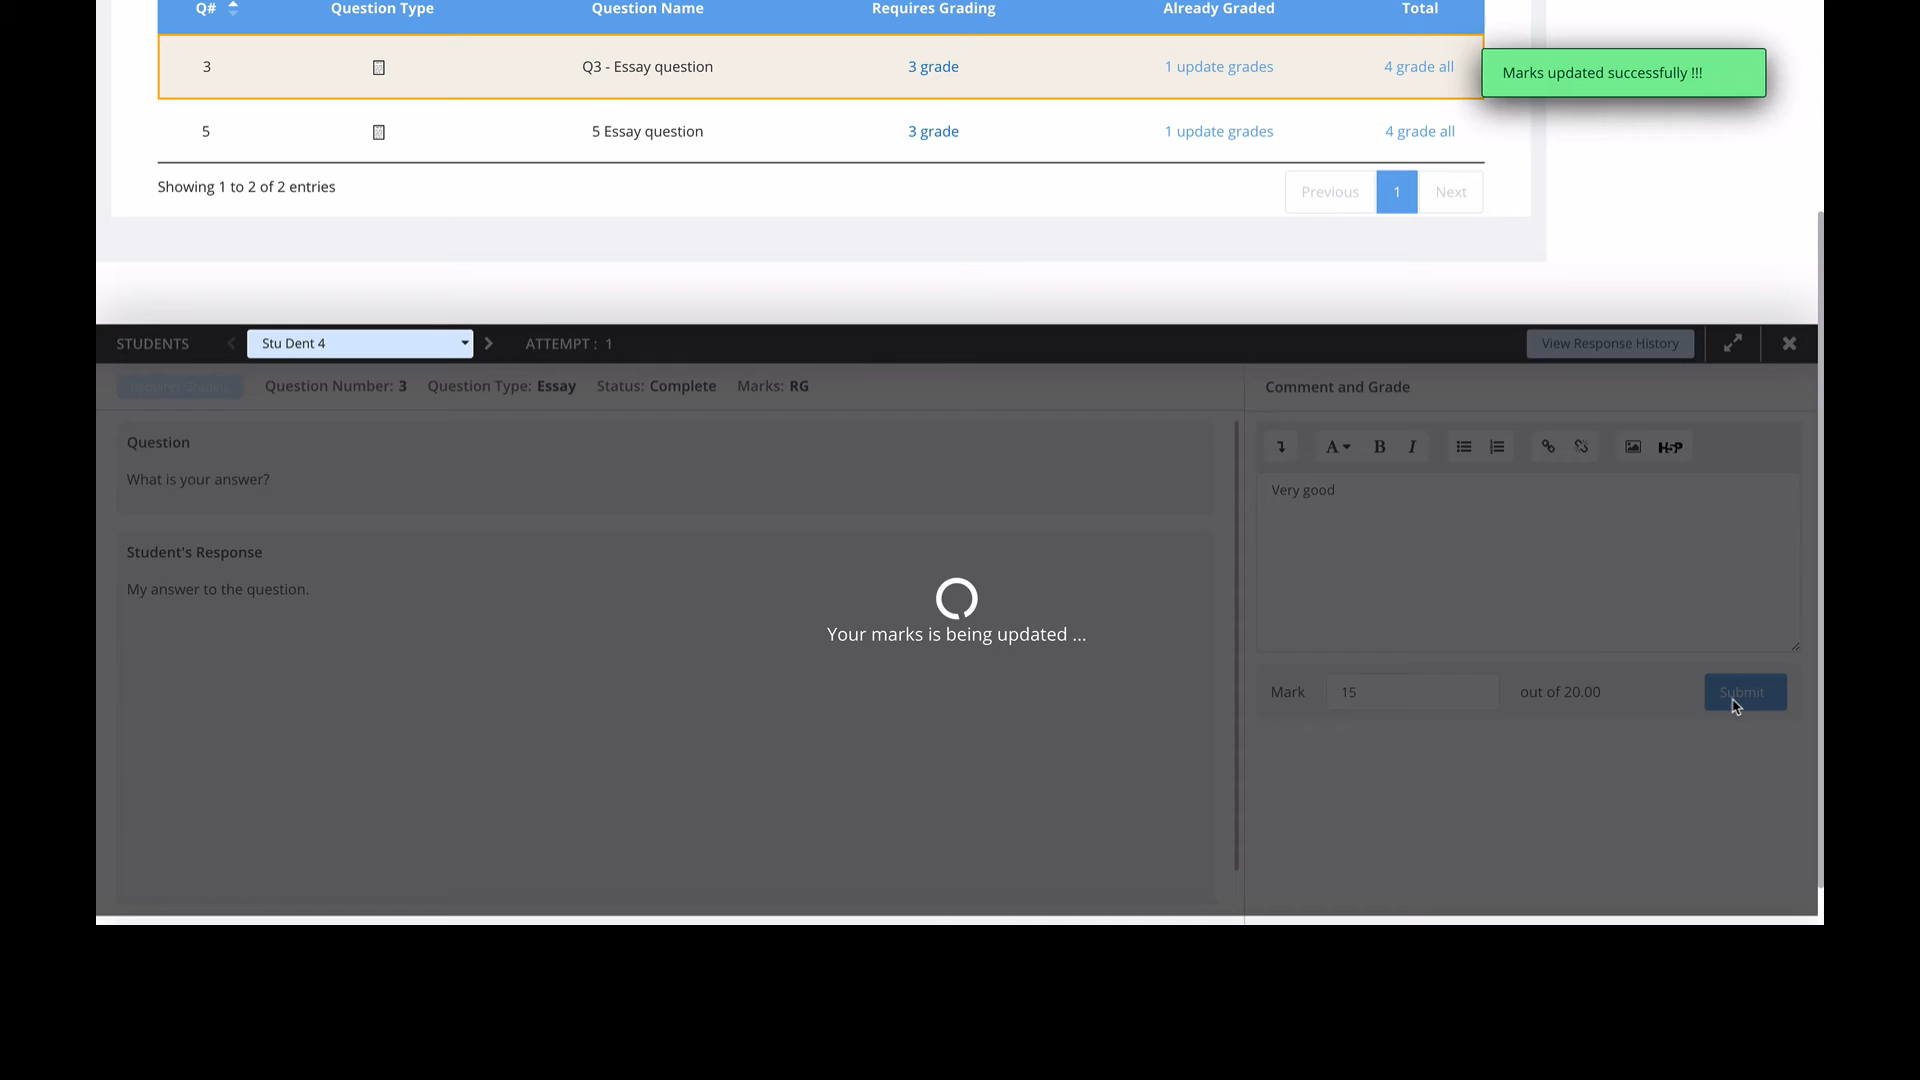 Q# Question Type Question Name Requires Grading Already Graded Total
3 Q3 - Essay question 3 grade 1 update grades 4 grade all
Marks updated successfully !!!
5 5 Essay question 3 grade 1 update grades 4 grade all
Showing 1 to 2 of 2 entries
Previous 1 Next
STUDENTS Stu Dent 4 ATTEMPT : 1 View Response History
Requires Grading Question Number: 3 Question Type: Essay Status: Complete Marks: RG
Comment and Grade
Question
What is your answer?
A B I H5P
Very good
Student's Response
My answer to the question.
Your marks is being updated ...
Mark 15 out of 20.00 Submit